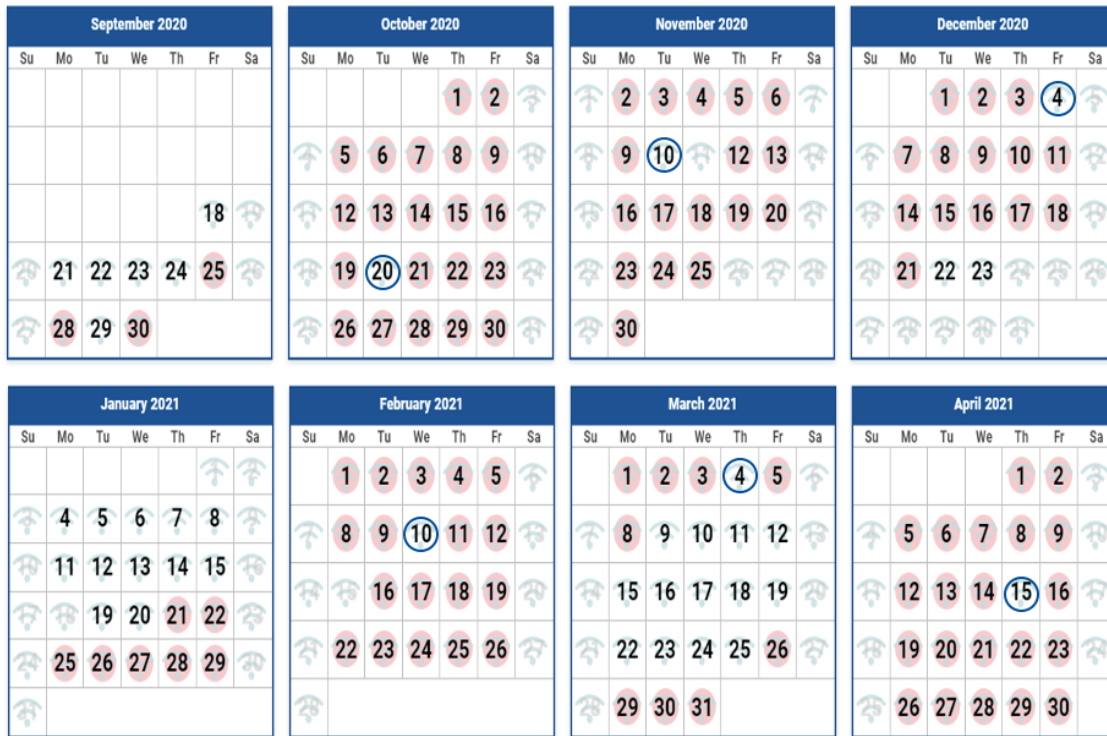 September 2020
Su Mo Tu We Th Fr Sa
18
21 22 23 24 25
28 29 30
October 2020
Su Mo Tu We Th Fr Sa
1 2
5 6 7 8 9
12 13 14 15 16
19 20 21 22 23
26 27 28 29 30
November 2020
Su Mo Tu We Th Fr Sa
2 3 4 5 6
9 10 12 13
16 17 18 19 20
23 24 25
30
December 2020
Su Mo Tu We Th Fr Sa
1 2 3 4
7 8 9 10 11
14 15 16 17 18
21 22 23
January 2021
Su Mo Tu We Th Fr Sa
4 5 6 7 8
11 12 13 14 15
19 20 21 22
25 26 27 28 29
February 2021
Su Mo Tu We Th Fr Sa
1 2 3 4 5
8 9 10 11 12
16 17 18 19
22 23 24 25 26
March 2021
Su Mo Tu We Th Fr Sa
1 2 3 4 5
8 9 10 11 12
15 16 17 18 19
22 23 24 25 26
29 30 31
April 2021
Su Mo Tu We Th Fr Sa
1 2
5 6 7 8 9
12 13 14 15 16
19 20 21 22 23
26 27 28 29 30